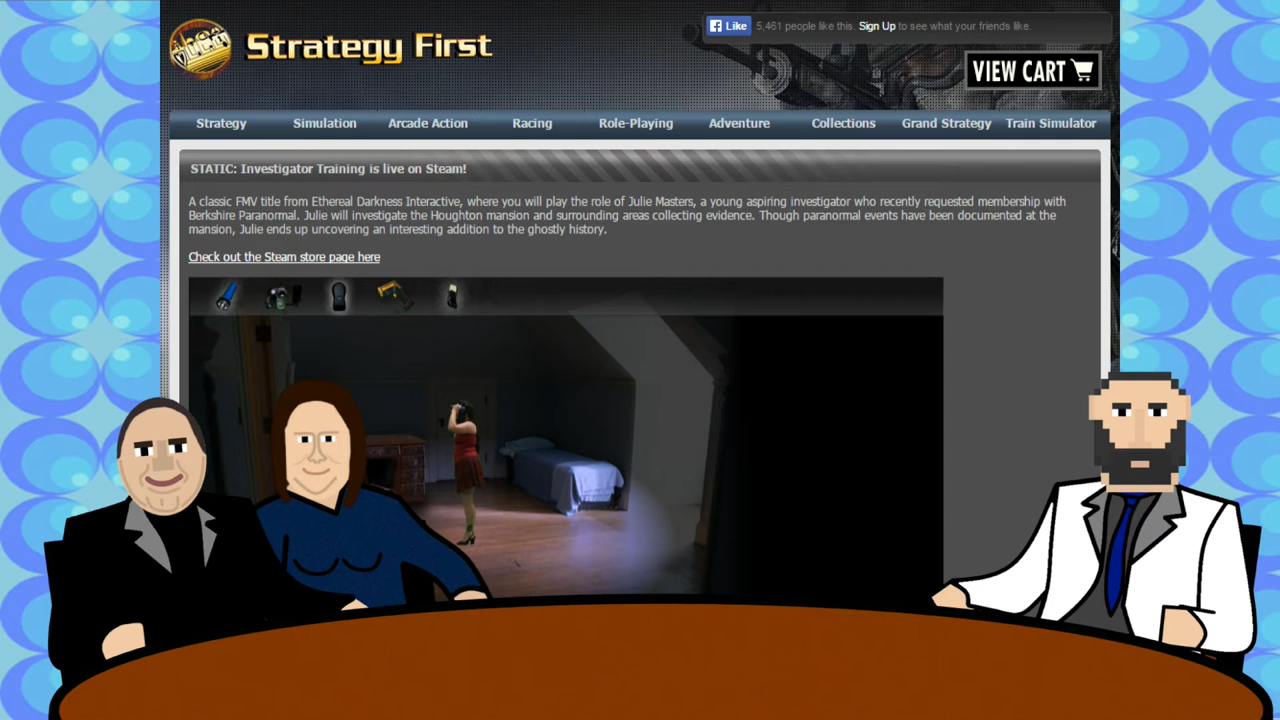 Strategy First
Like 5,461 people like this. Sign Up to see what your friends like.
VIEW CART
Strategy Simulation Arcade Action Racing Role-Playing Adventure Collections Grand Strategy Train Simulator
STATIC: Investigator Training is live on Steam!
A classic FMV title from Ethereal Darkness Interactive, where you will play the role of Julie Masters, a young aspiring investigator who recently requested membership with
Berkshire Paranormal. Julie will investigate the Houghton mansion and surrounding areas collecting evidence. Though paranormal events have been documented at the
mansion, Julie ends up uncovering an interesting addition to the ghostly history.
Check out the Steam store page here